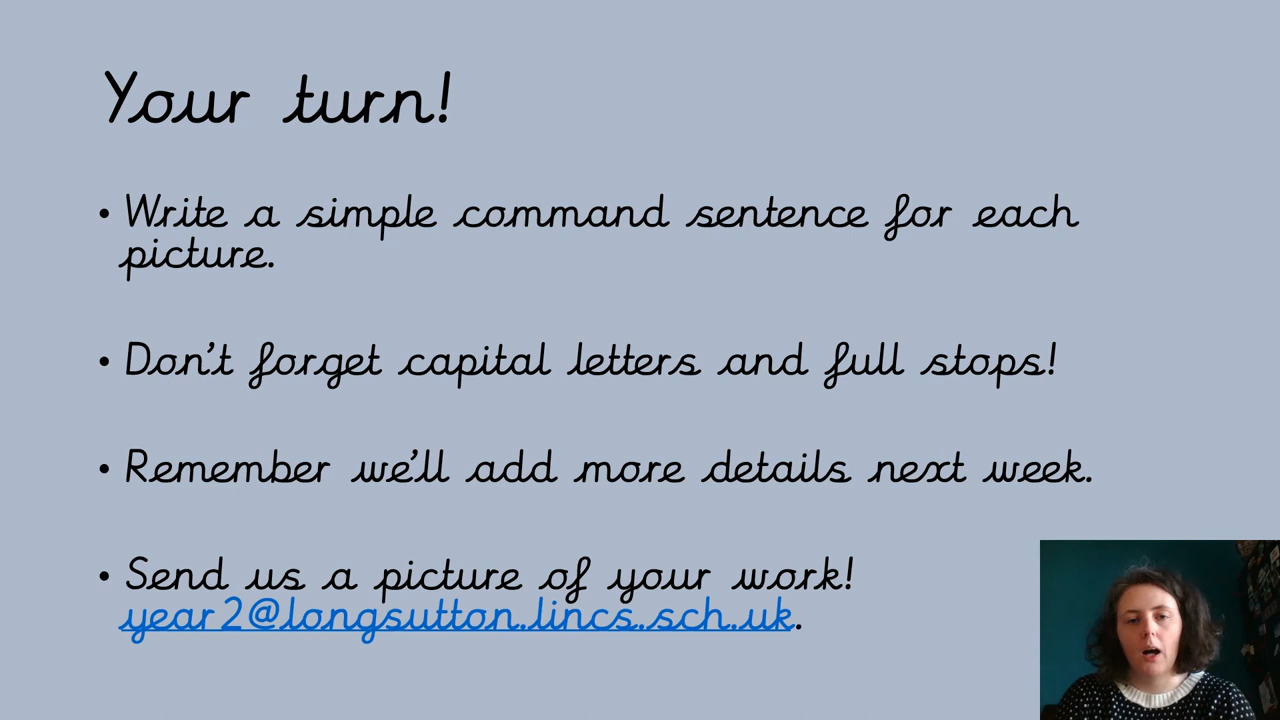 Your turn!
• Write a simple command sentence for each
picture.
• Don't forget capital letters and full stops!
• Remember we'll add more details next week.
• Send us a picture of your work!
year2@longsutton.lincs.sch.uk.